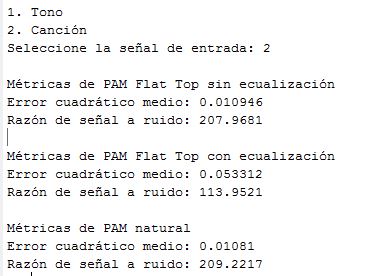 1. Tono
2. Canción
Seleccione la señal de entrada: 2
Métricas de PAM Flat Top sin ecualización
Error cuadrático medio: 0.010946
Razón de señal a ruido: 207.9681
Métricas de PAM Flat Top con ecualización
Error cuadrático medio: 0.053312
Razón de señal a ruido: 113.9521
Métricas de PAM natural
Error cuadrático medio: 0.01081
Razón de señal a ruido: 209.2217